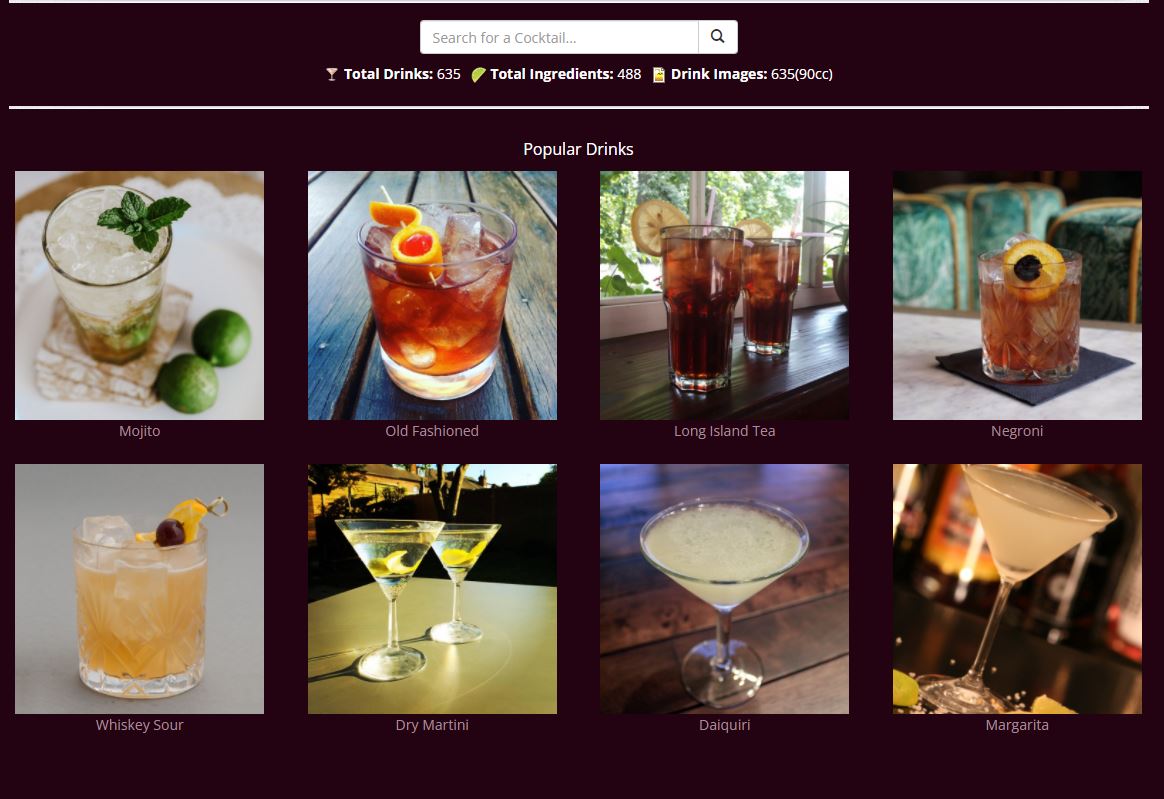 Search for a Cocktail...
Total Drinks: 635 Total Ingredients: 488 Drink Images: 635(90cc)
Popular Drinks
Mojito Old Fashioned Long Island Tea Negroni
Whiskey Sour Dry Martini Daiquiri Margarita